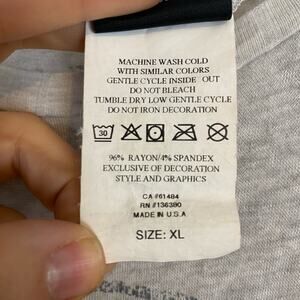 MACHINE WASH COLD
WITH SIMILAR COLORS
GENTLE CYCLE INSIDE OUT
DO NOT BLEACH
TUMBLE DRY LOW GENTLE CYCLE
DO NOT IRON DECORATION
30
96% RAYON/4% SPANDEX
EXCLUSIVE OF DECORATION
STYLE AND GRAPHICS
CA #61484
RN #136380
MADE IN U.S.A
SIZE: XL